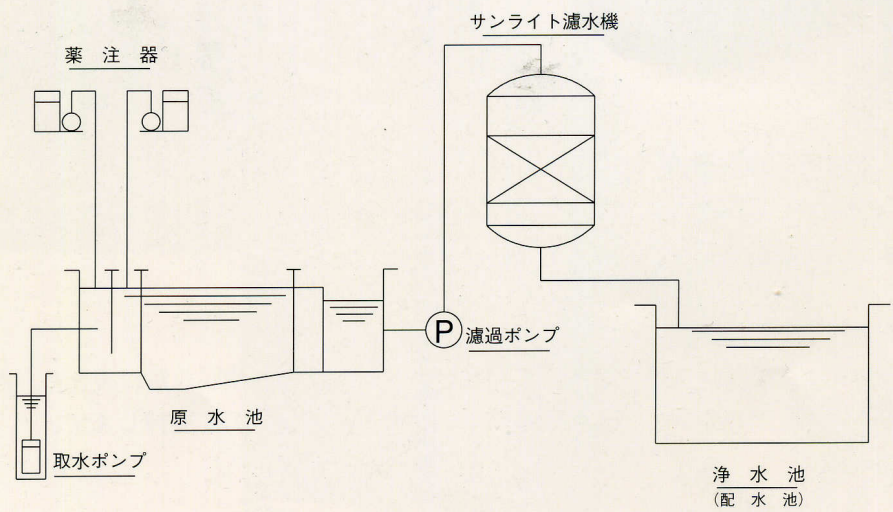 サンライト濾水機
薬 注 器
P
濾過ポンプ
原 水 池
取水ポンプ
浄 水 池
(配 水 池)